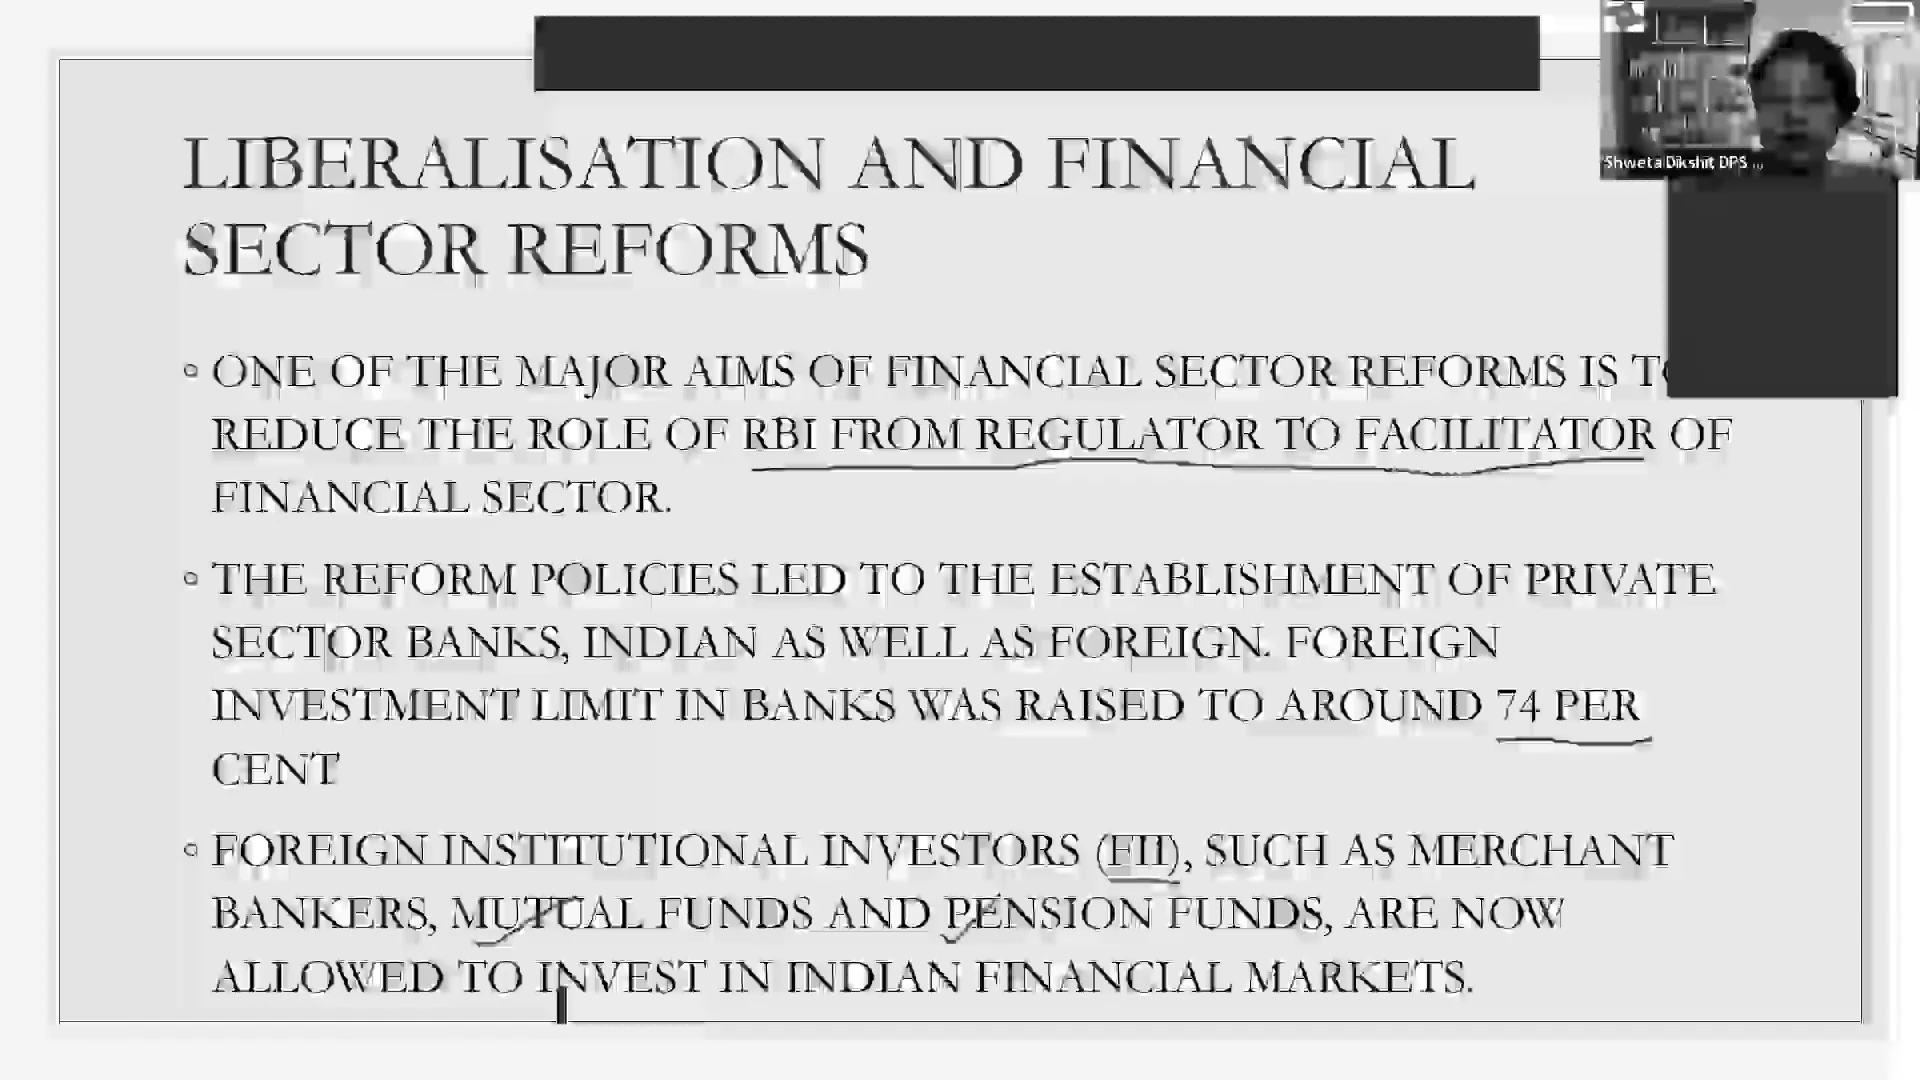 Shweta Dikshit, DPS ...
LIBERALISATION AND FINANCIAL
SECTOR REFORMS
ONE OF THE MAJOR AIMS OF FINANCIAL SECTOR REFORMS IS TO
REDUCE THE ROLE OF RBI FROM REGULATOR TO FACILITATOR OF
FINANCIAL SECTOR.
THE REFORM POLICIES LED TO THE ESTABLISHMENT OF PRIVATE
SECTOR BANKS, INDIAN AS WELL AS FOREIGN. FOREIGN
INVESTMENT LIMIT IN BANKS WAS RAISED TO AROUND 74 PER
CENT
FOREIGN INSTITUTIONAL INVESTORS (FII), SUCH AS MERCHANT
BANKERS, MUTUAL FUNDS AND PENSION FUNDS, ARE NOW
ALLOWED TO INVEST IN INDIAN FINANCIAL MARKETS.